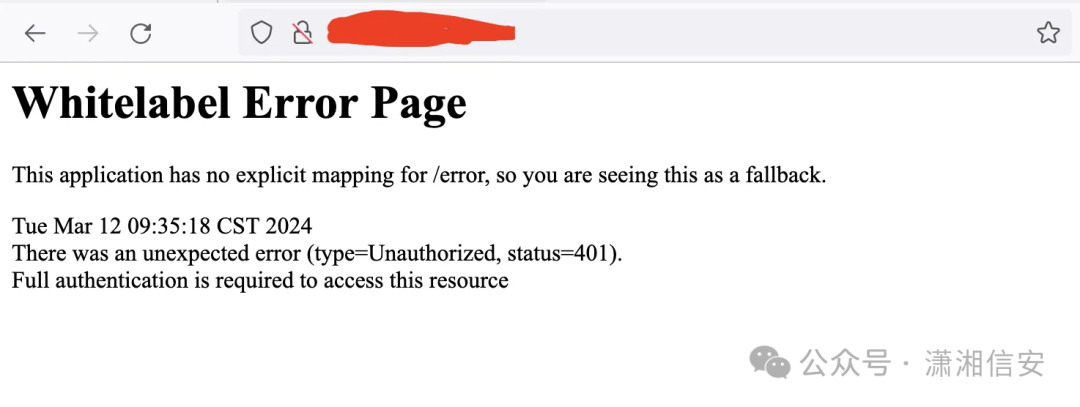 Whitelabel Error Page
This application has no explicit mapping for /error, so you are seeing this as a fallback.
Tue Mar 12 09:35:18 CST 2024
There was an unexpected error (type=Unauthorized, status=401).
Full authentication is required to access this resource
公众号 · 潇湘信安